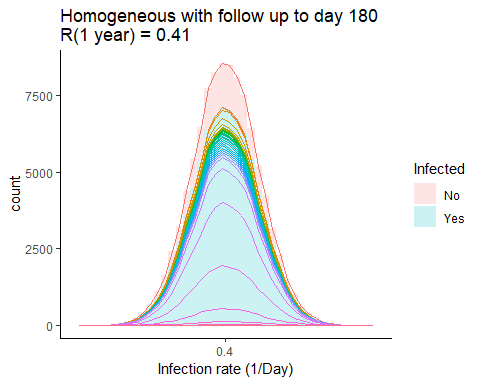 Homogeneous with follow up to day 180
R(1 year) = 0.41
7500
5000
2500
0
count
0.4
Infection rate (1/Day)
Infected
No
Yes